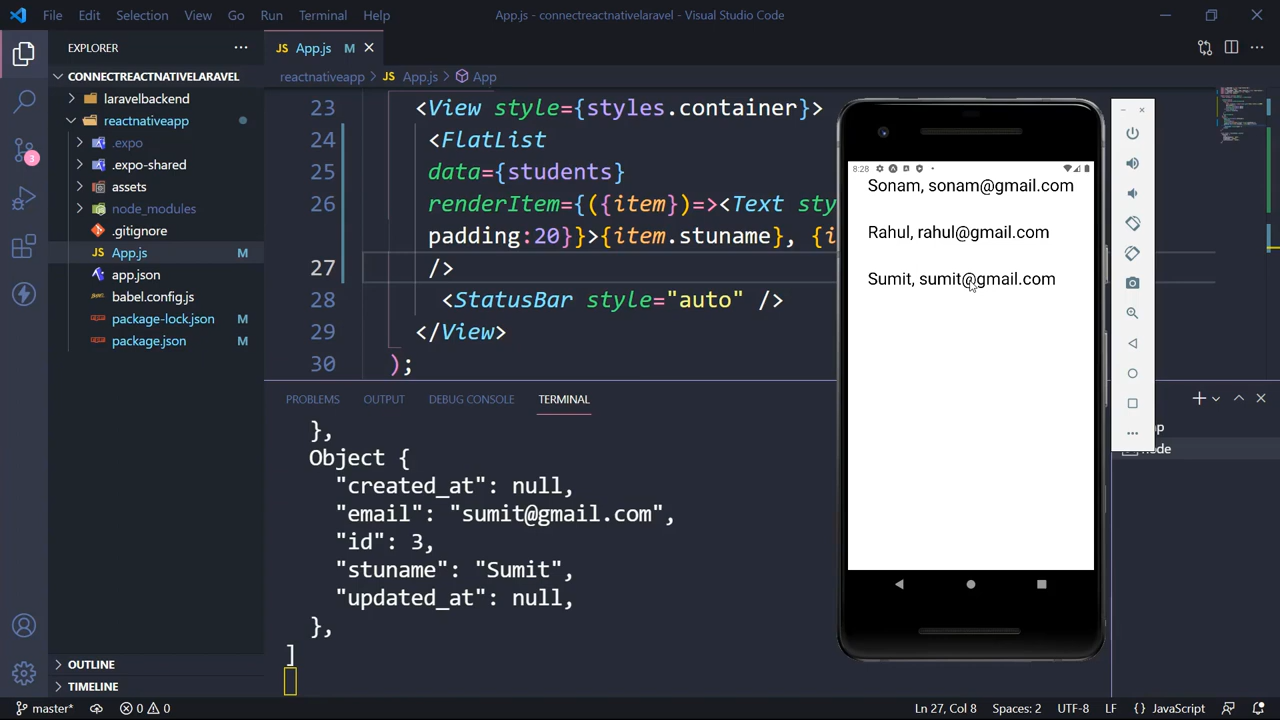 File Edit Selection View Go Run Terminal Help
App.js - connectreactnativelaravel - Visual Studio Code
EXPLORER
CONNECTREACTNATIVELARAVEL
laravelbackend
reactnativeapp
.expo
.expo-shared
assets
node_modules
.gitignore
App.js M
app.json
babel.config.js
package-lock.json M
package.json M
OUTLINE
TIMELINE
3
JS App.js M
reactnativeapp > JS App.js > App
23 <View style={styles.container}>
24 <FlatList
25 data={students}
26 renderItem={({item})=><Text sty
padding:20}}>{item.stuname}, {i
27 />
28 <StatusBar style="auto" />
29 </View>
30 );
PROBLEMS OUTPUT DEBUG CONSOLE TERMINAL
},
Object {
"created_at": null,
"email": "sumit@gmail.com",
"id": 3,
"stuname": "Sumit",
"updated_at": null,
},
]
node
8:28
Sonam, sonam@gmail.com
Rahul, rahul@gmail.com
Sumit, sumit@gmail.com
master* 0 0
Ln 27, Col 8 Spaces: 2 UTF-8 LF {} JavaScript